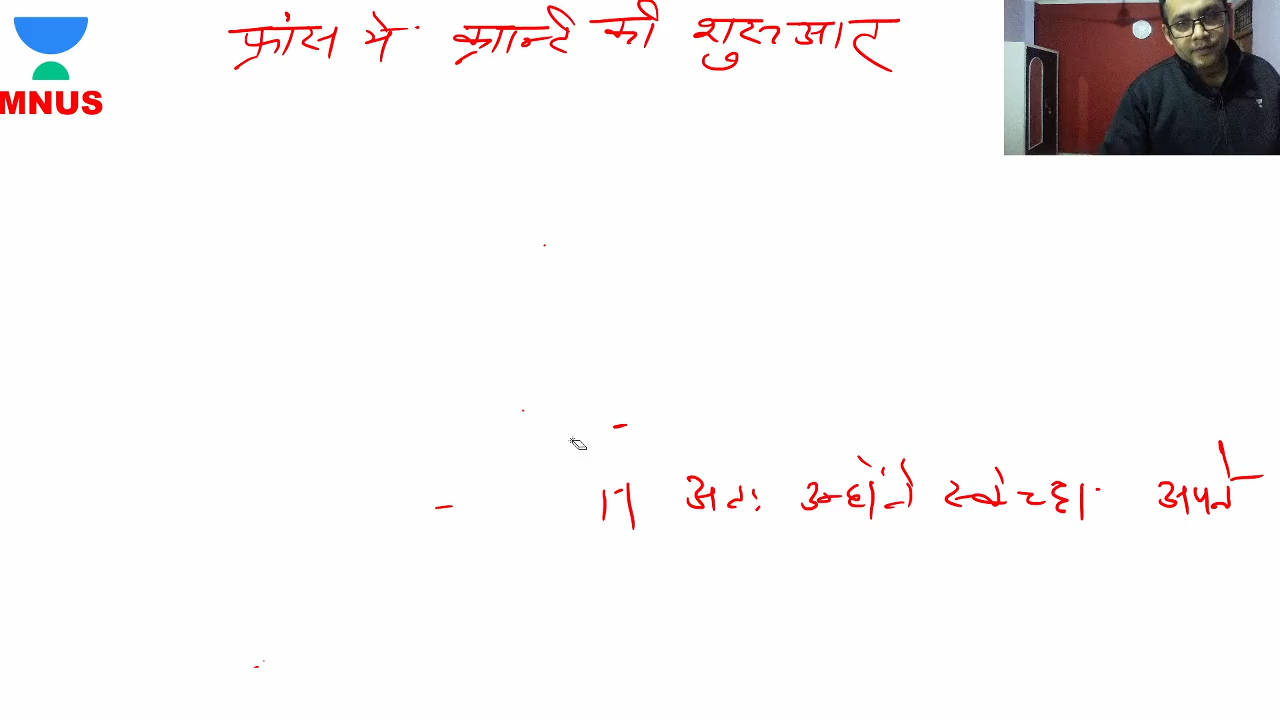 MNUS
फ्रांस में क्रान्ति की शुरूआत
अतः उन्होंने स्वेच्छा अपने